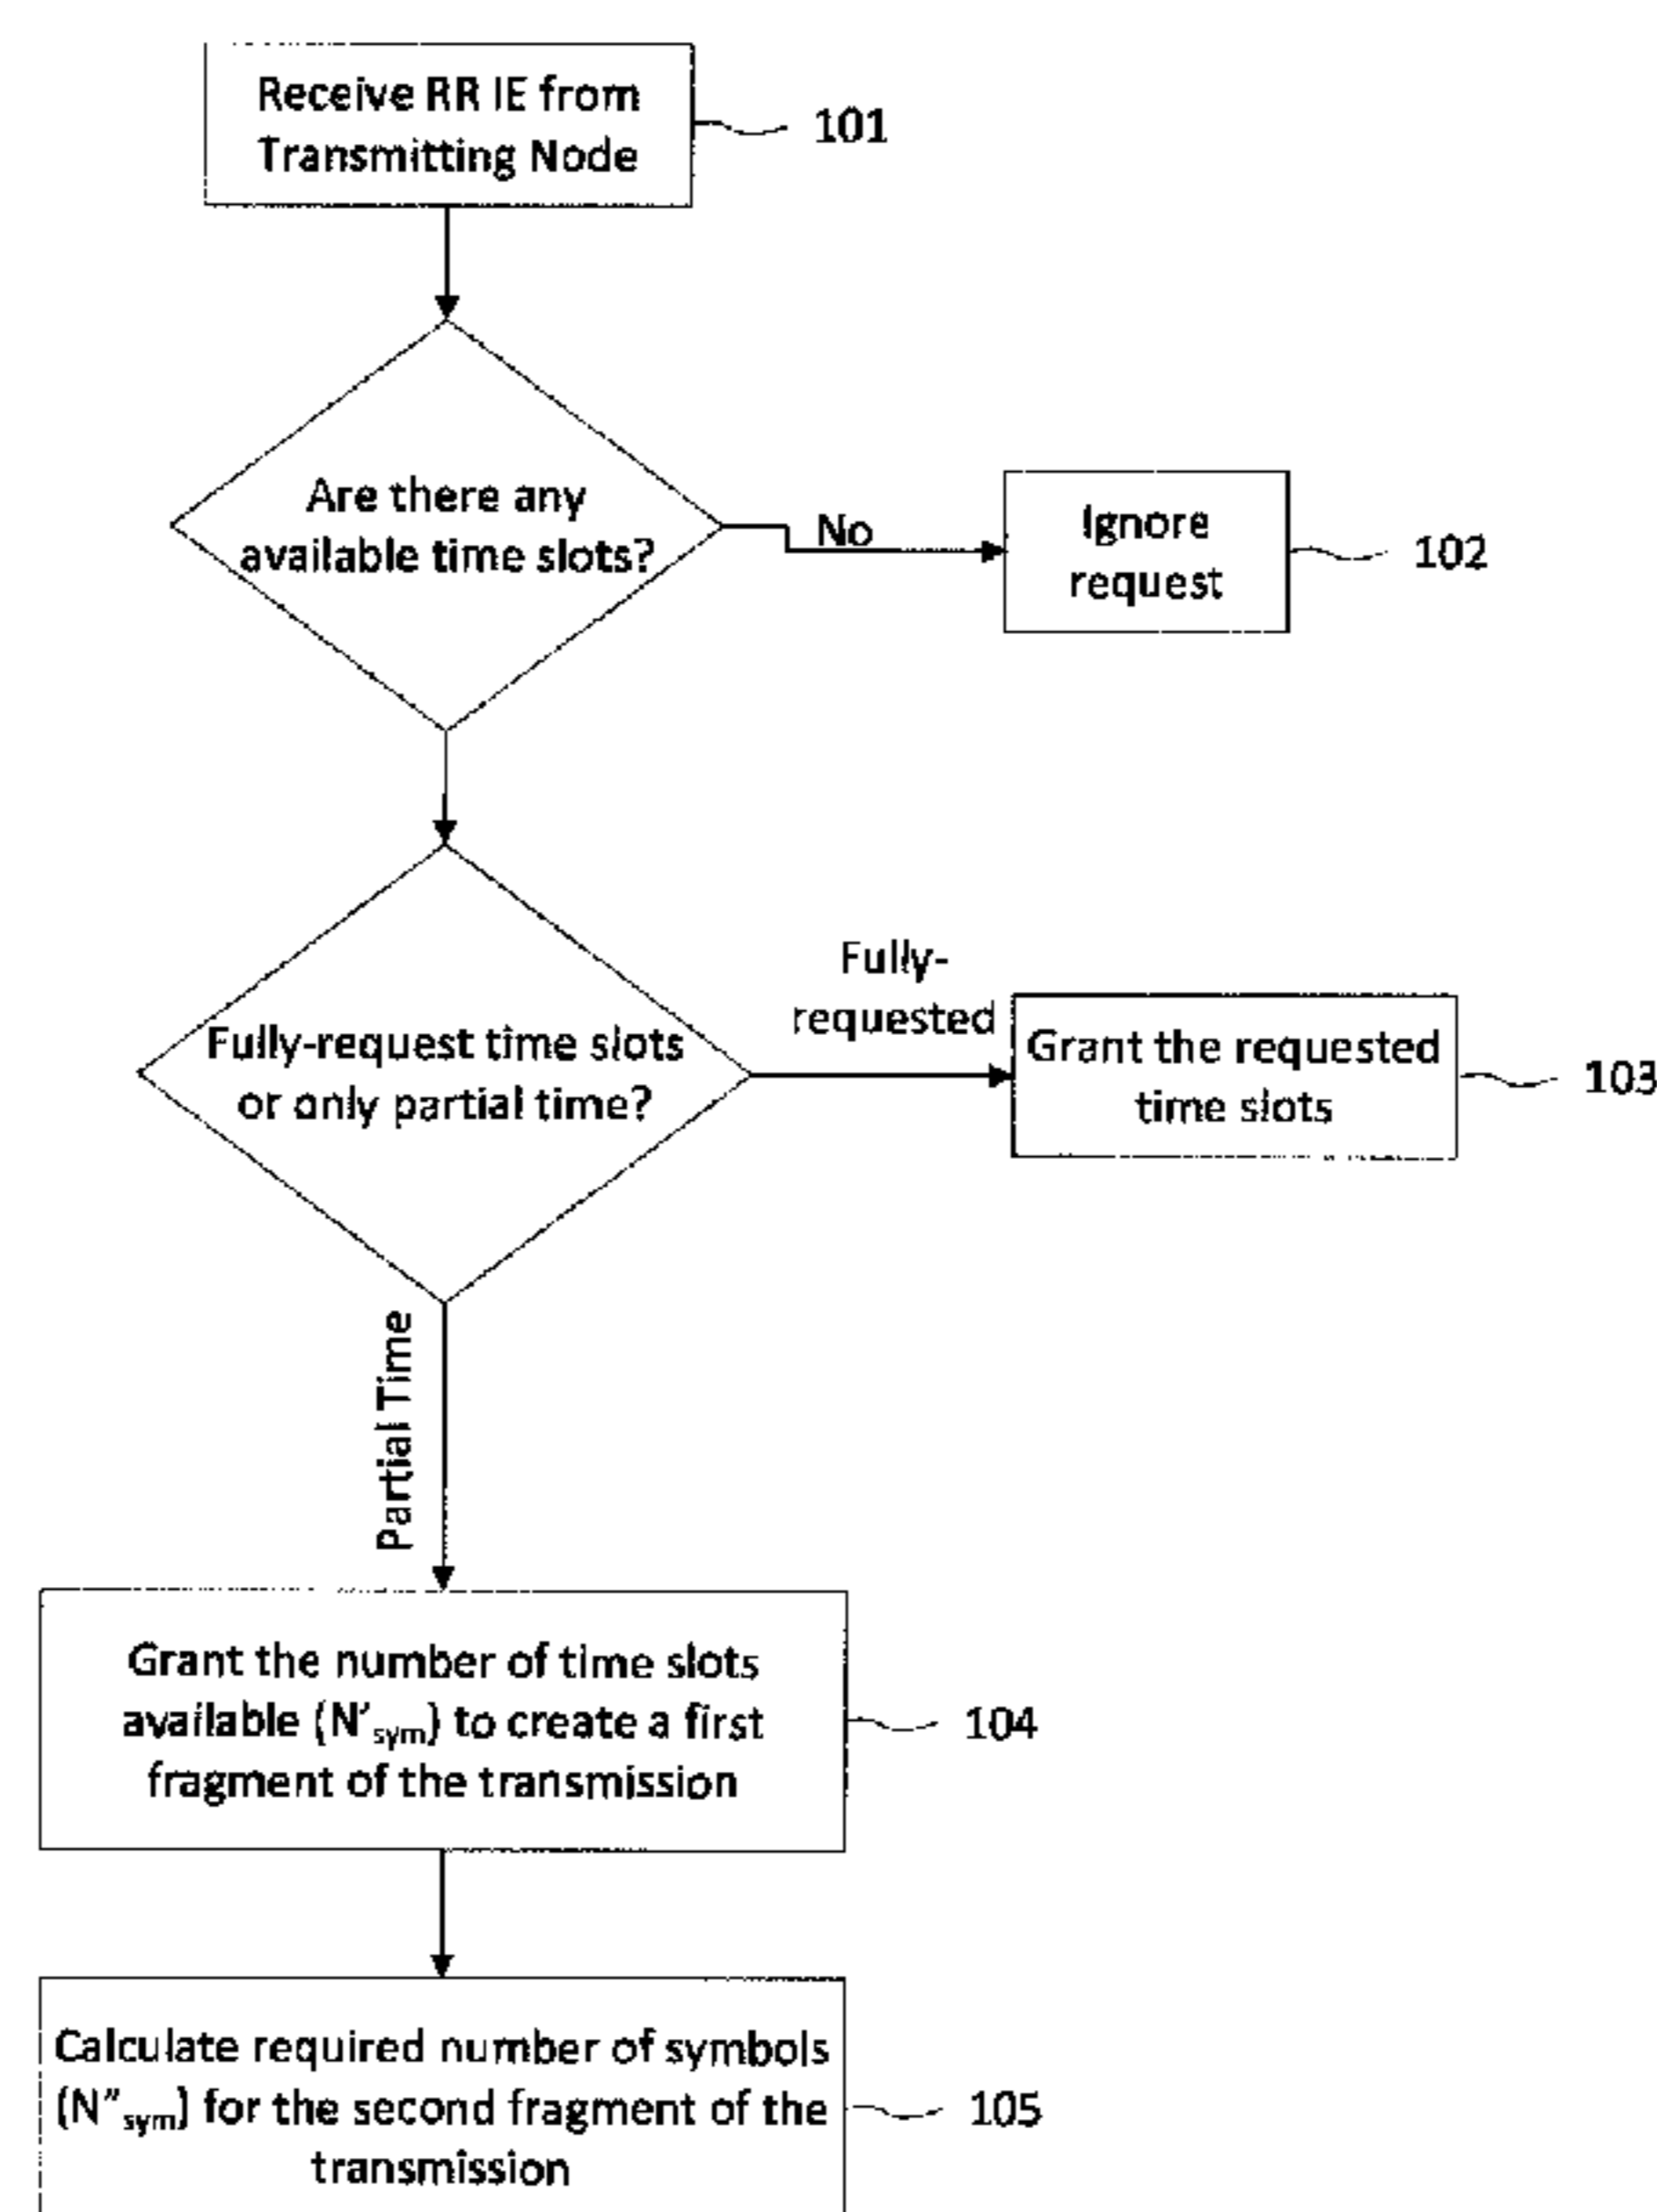 Receive RR IE from
Transmitting Node
101
Are there any
available time slots?
No
Ignore
request
102
Fully-request time slots
or only partial time?
Fully-
requested
Grant the requested
time slots
103
Partial Time
Grant the number of time slots
available (N'sym) to create a first
fragment of the transmission
104
Calculate required number of symbols
(N"sym) for the second fragment of the
transmission
105